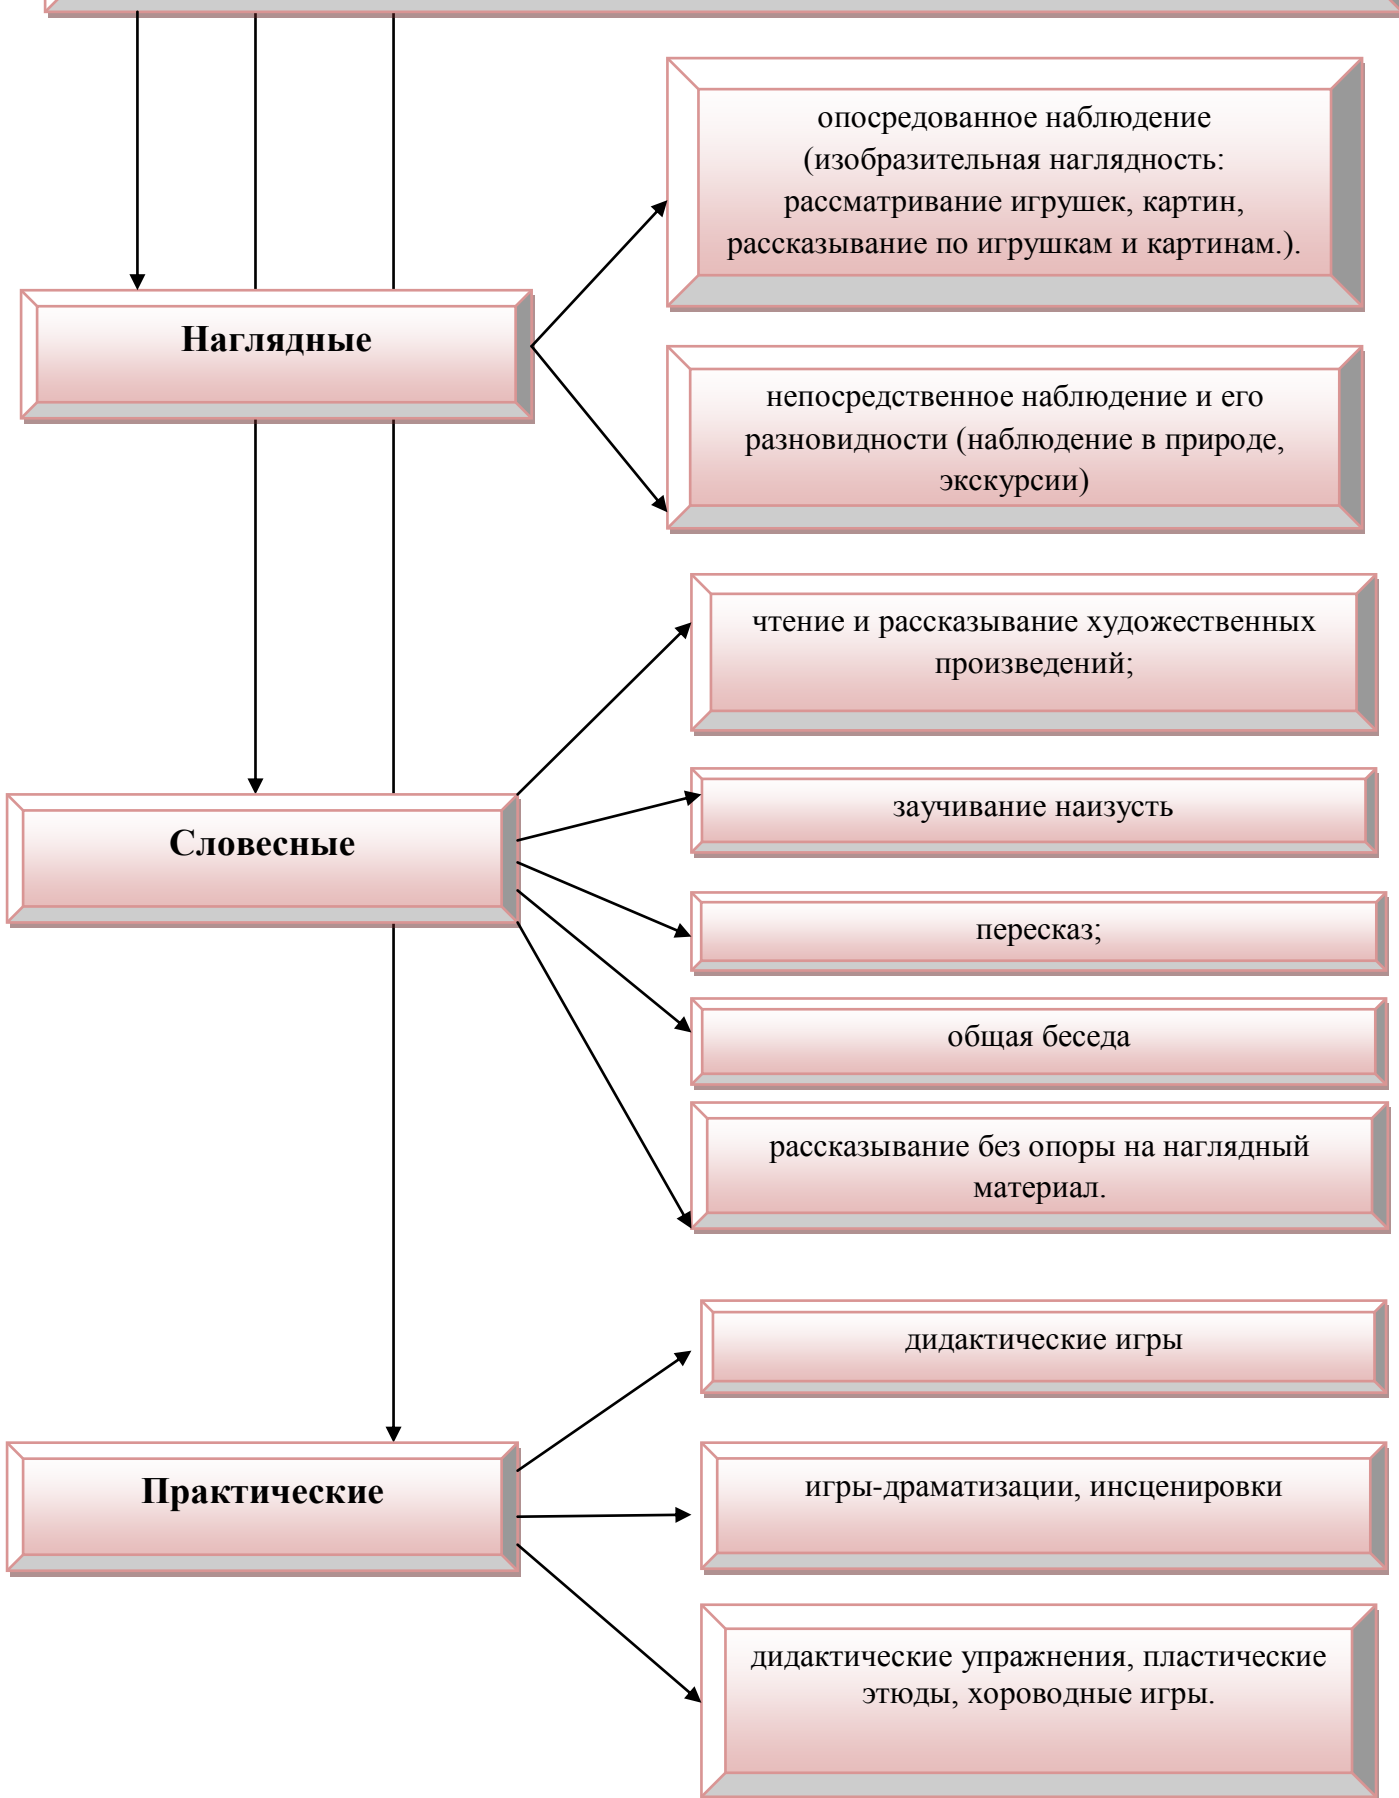 опосредованное наблюдение
(изобразительная наглядность:
рассматривание игрушек, картин,
рассказывание по игрушкам и картинам.).
Наглядные
непосредственное наблюдение и его
разновидности (наблюдение в природе,
экскурсии)
чтение и рассказывание художественных
произведений;
заучивание наизусть
Словесные
пересказ;
общая беседа
рассказывание без опоры на наглядный
материал.
дидактические игры
Практические
игры-драматизации, инсценировки
дидактические упражнения, пластические
этюды, хороводные игры.